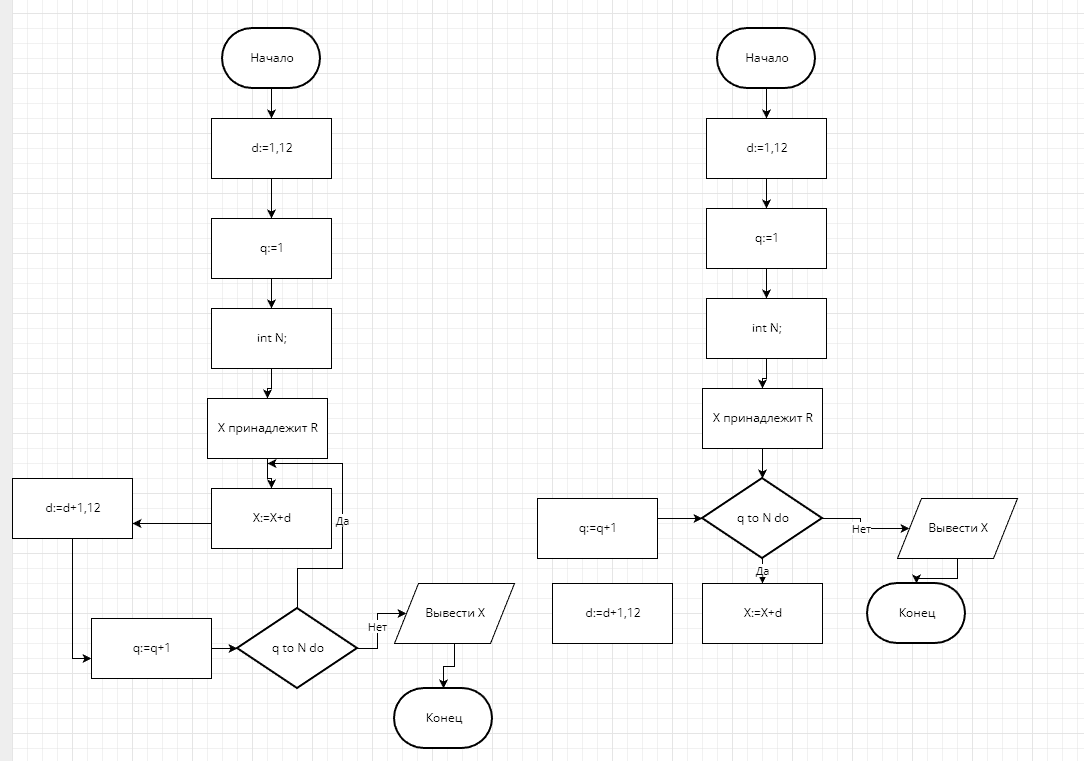 Начало
d:=1,12
q:=1
int N;
X принадлежит R
X:=X+d
d:=d+1,12
Да
q:=q+1
q to N do
Нет
Вывести X
Конец
Начало
d:=1,12
q:=1
int N;
X принадлежит R
q:=q+1
q to N do
Нет
Вывести X
Да
d:=d+1,12
X:=X+d
Конец